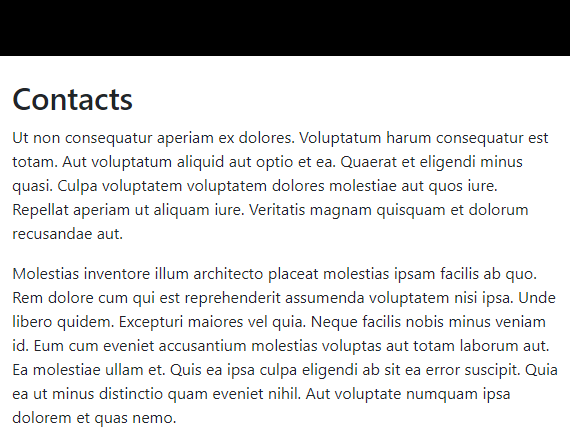 Contacts
Ut non consequatur aperiam ex dolores. Voluptatum harum consequatur est
totam. Aut voluptatum aliquid aut optio et ea. Quaerat et eligendi minus
quasi. Culpa voluptatem voluptatem dolores molestiae aut quos iure.
Repellat aperiam ut aliquam iure. Veritatis magnam quisquam et dolorum
recusandae aut.
Molestias inventore illum architecto placeat molestias ipsam facilis ab quo.
Rem dolore cum qui est reprehenderit assumenda voluptatem nisi ipsa. Unde
libero quidem. Excepturi maiores vel quia. Neque facilis nobis minus veniam
id. Eum cum eveniet accusantium molestias voluptas aut totam laborum aut.
Ea molestiae ullam et. Quis ea ipsa culpa eligendi ab sit ea error suscipit. Quia
ea ut minus distinctio quam eveniet nihil. Aut voluptate numquam ipsa
dolorem et quas nemo.